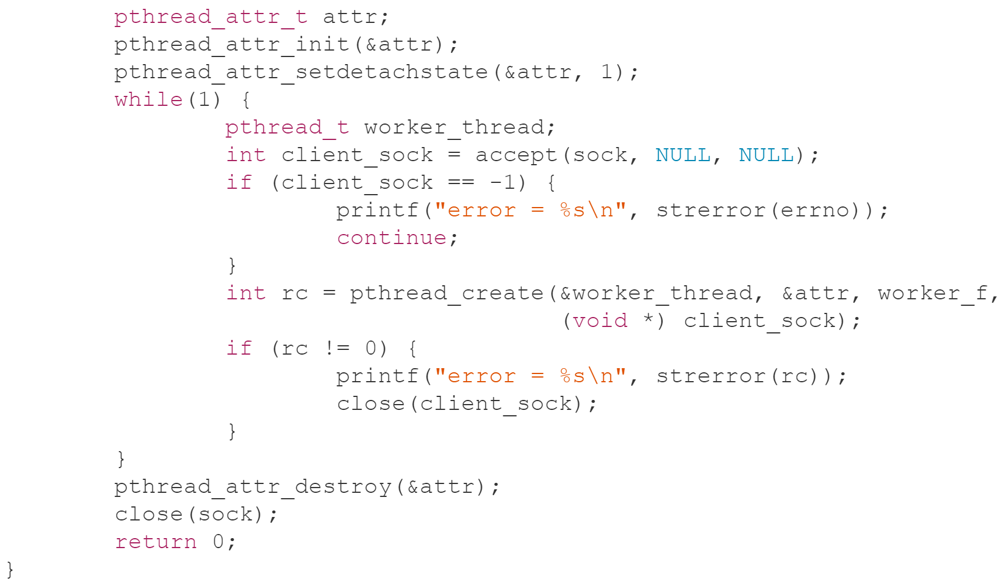 pthread_attr_t attr;
pthread_attr_init(&attr);
pthread_attr_setdetachstate(&attr, 1);
while(1) {
pthread_t worker_thread;
int client_sock = accept(sock, NULL, NULL);
if (client_sock == -1) {
printf("error = %s\n", strerror(errno));
continue;
}
int rc = pthread_create(&worker_thread, &attr, worker_f,
(void *) client_sock);
if (rc != 0) {
printf("error = %s\n", strerror(rc));
close(client_sock);
}
}
pthread_attr_destroy(&attr);
close(sock);
return 0;
}